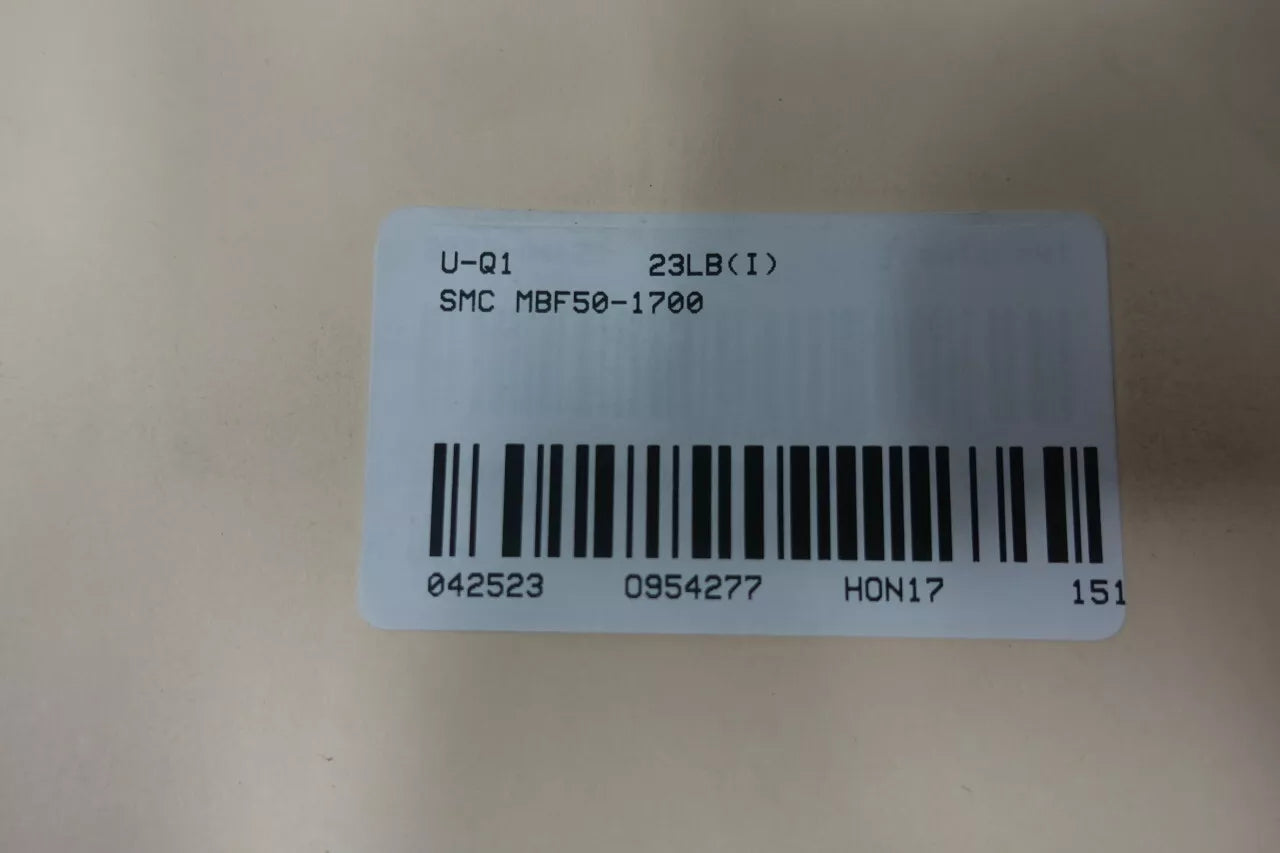 U-Q1 23LB(I)
SMC MBF50-1700
042523 0954277 HON17 151